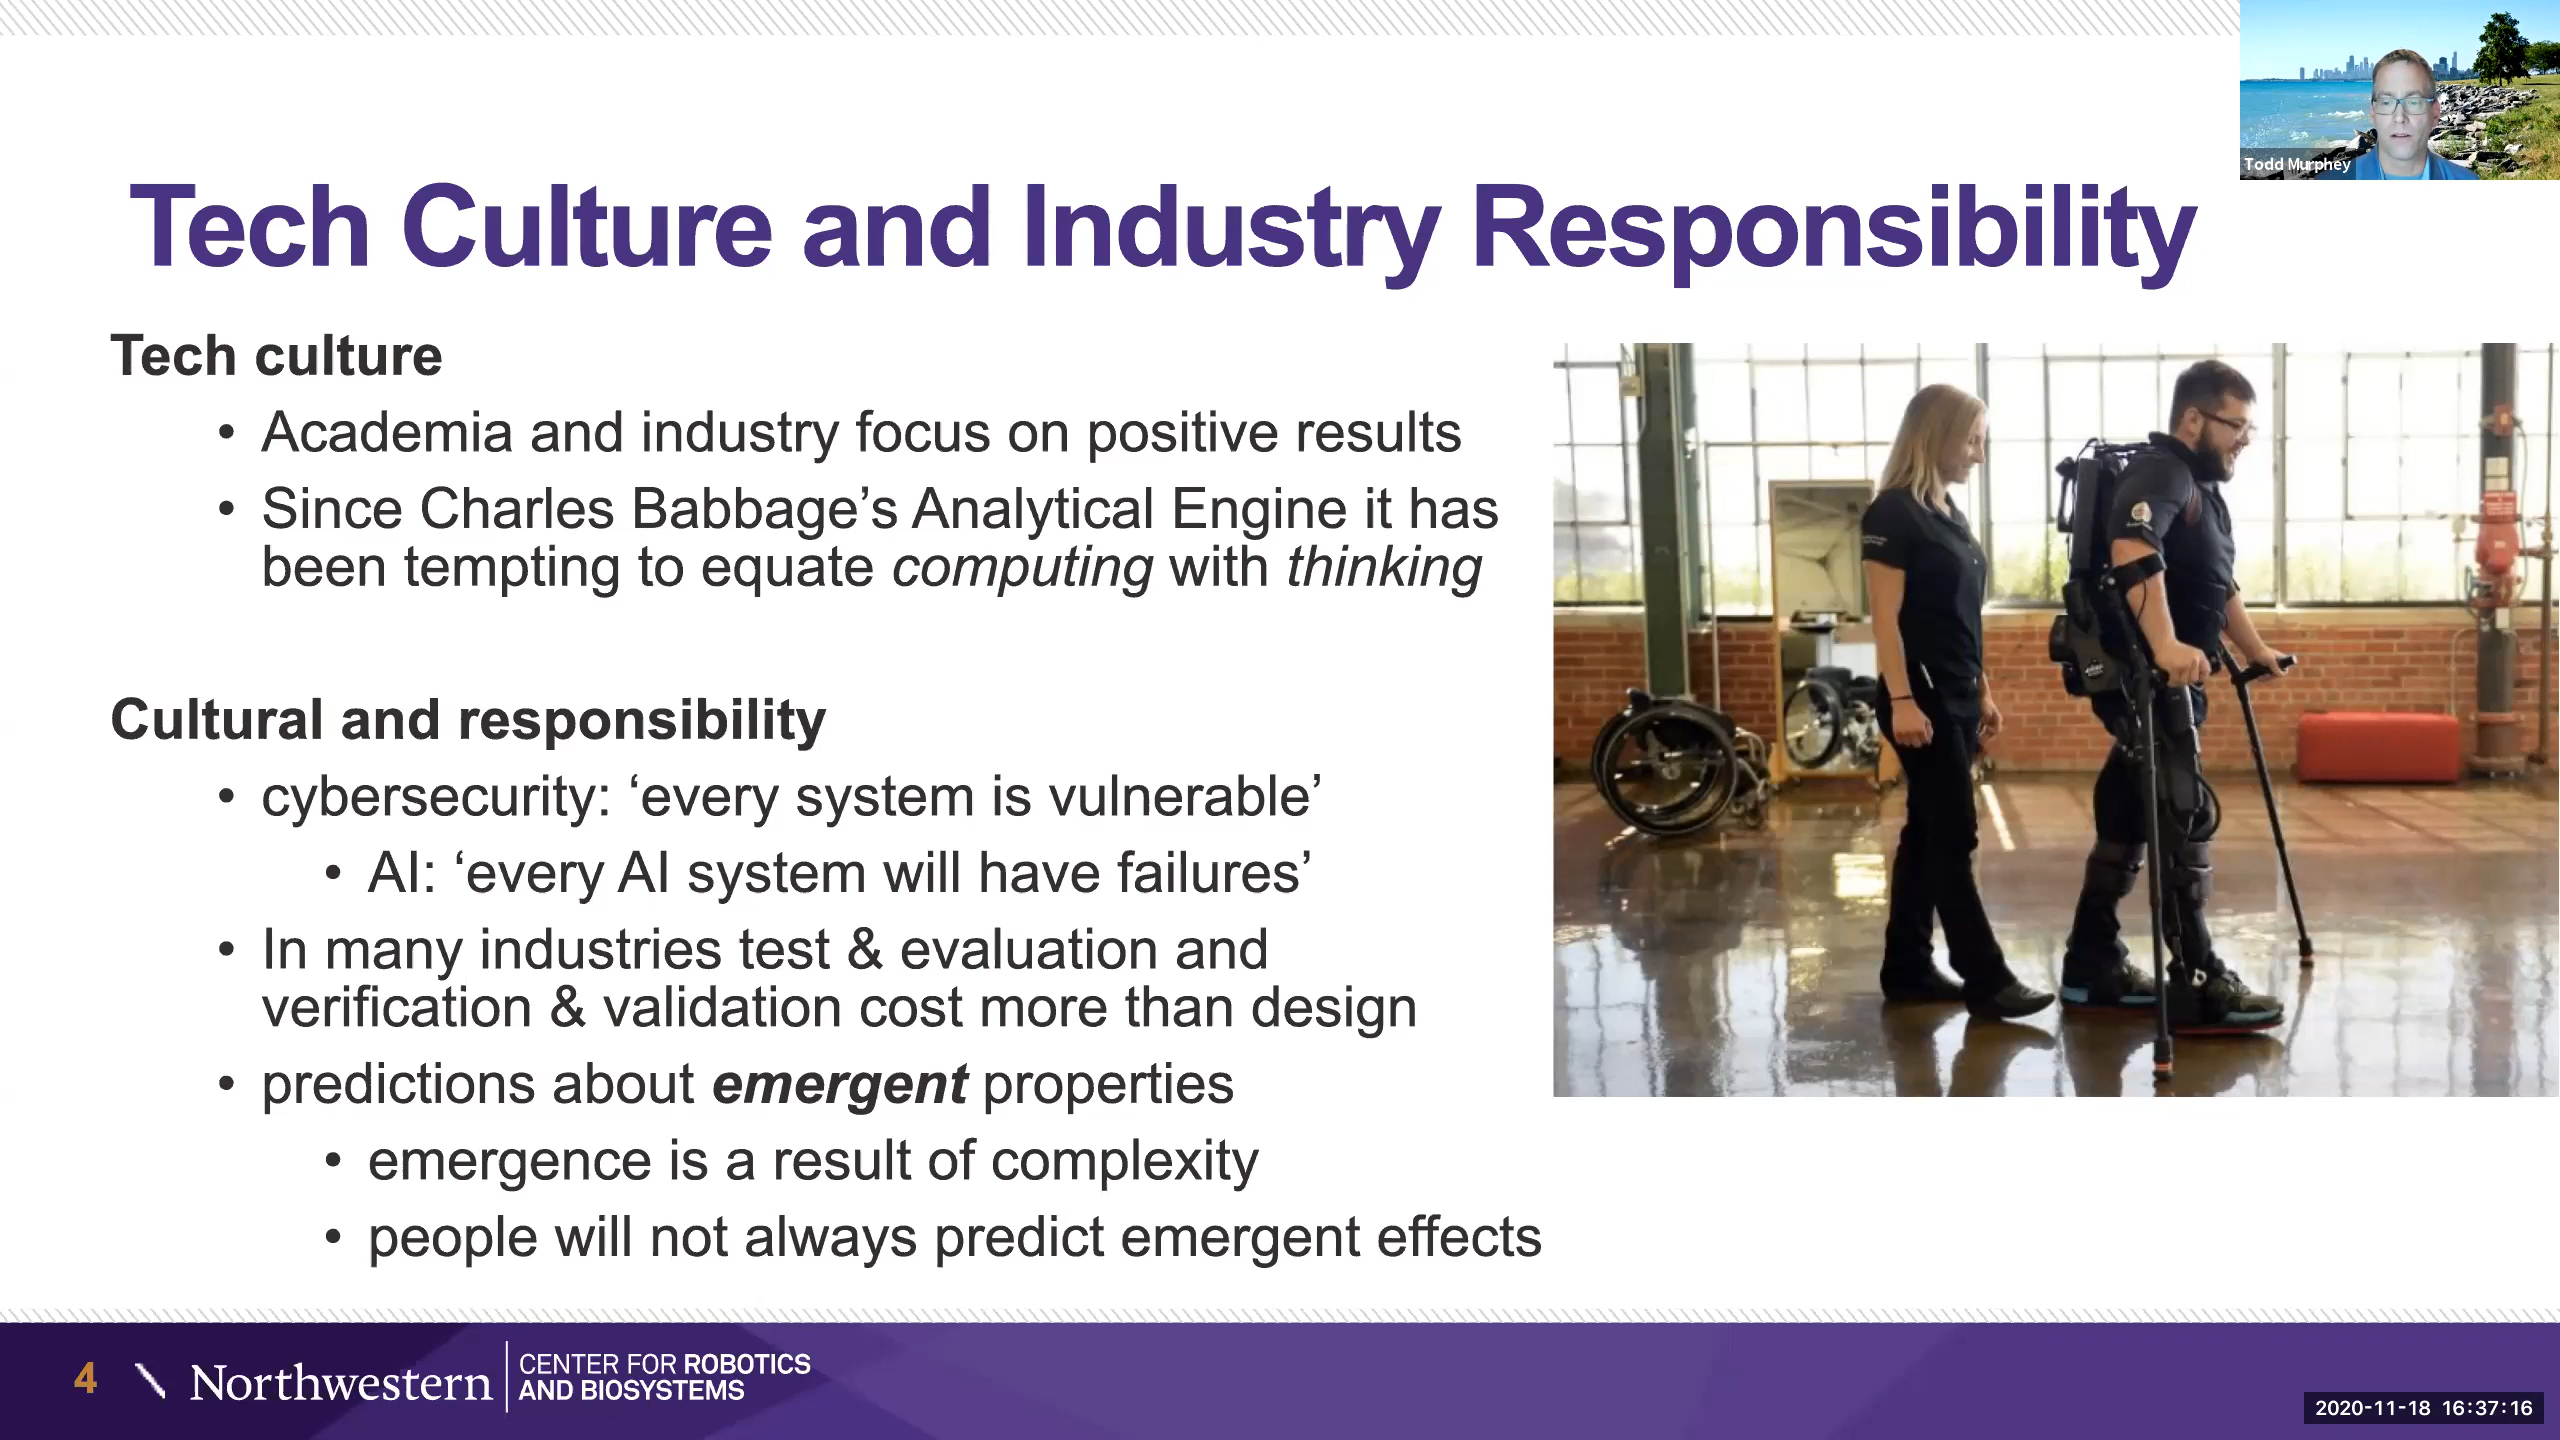 Todd Murphey
Tech Culture and Industry Responsibility
Tech culture
• Academia and industry focus on positive results
• Since Charles Babbage’s Analytical Engine it has
been tempting to equate computing with thinking
Cultural and responsibility
• cybersecurity: ‘every system is vulnerable’
• AI: ‘every AI system will have failures’
• In many industries test & evaluation and
verification & validation cost more than design
• predictions about emergent properties
• emergence is a result of complexity
• people will not always predict emergent effects
4
Northwestern
CENTER FOR ROBOTICS
AND BIOSYSTEMS
2020-11-18 16:37:16